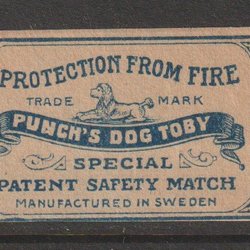 PROTECTION FROM FIRE
TRADE MARK
PUNCH'S DOG TOBY
SPECIAL
PATENT SAFETY MATCH
MANUFACTURED IN SWEDEN